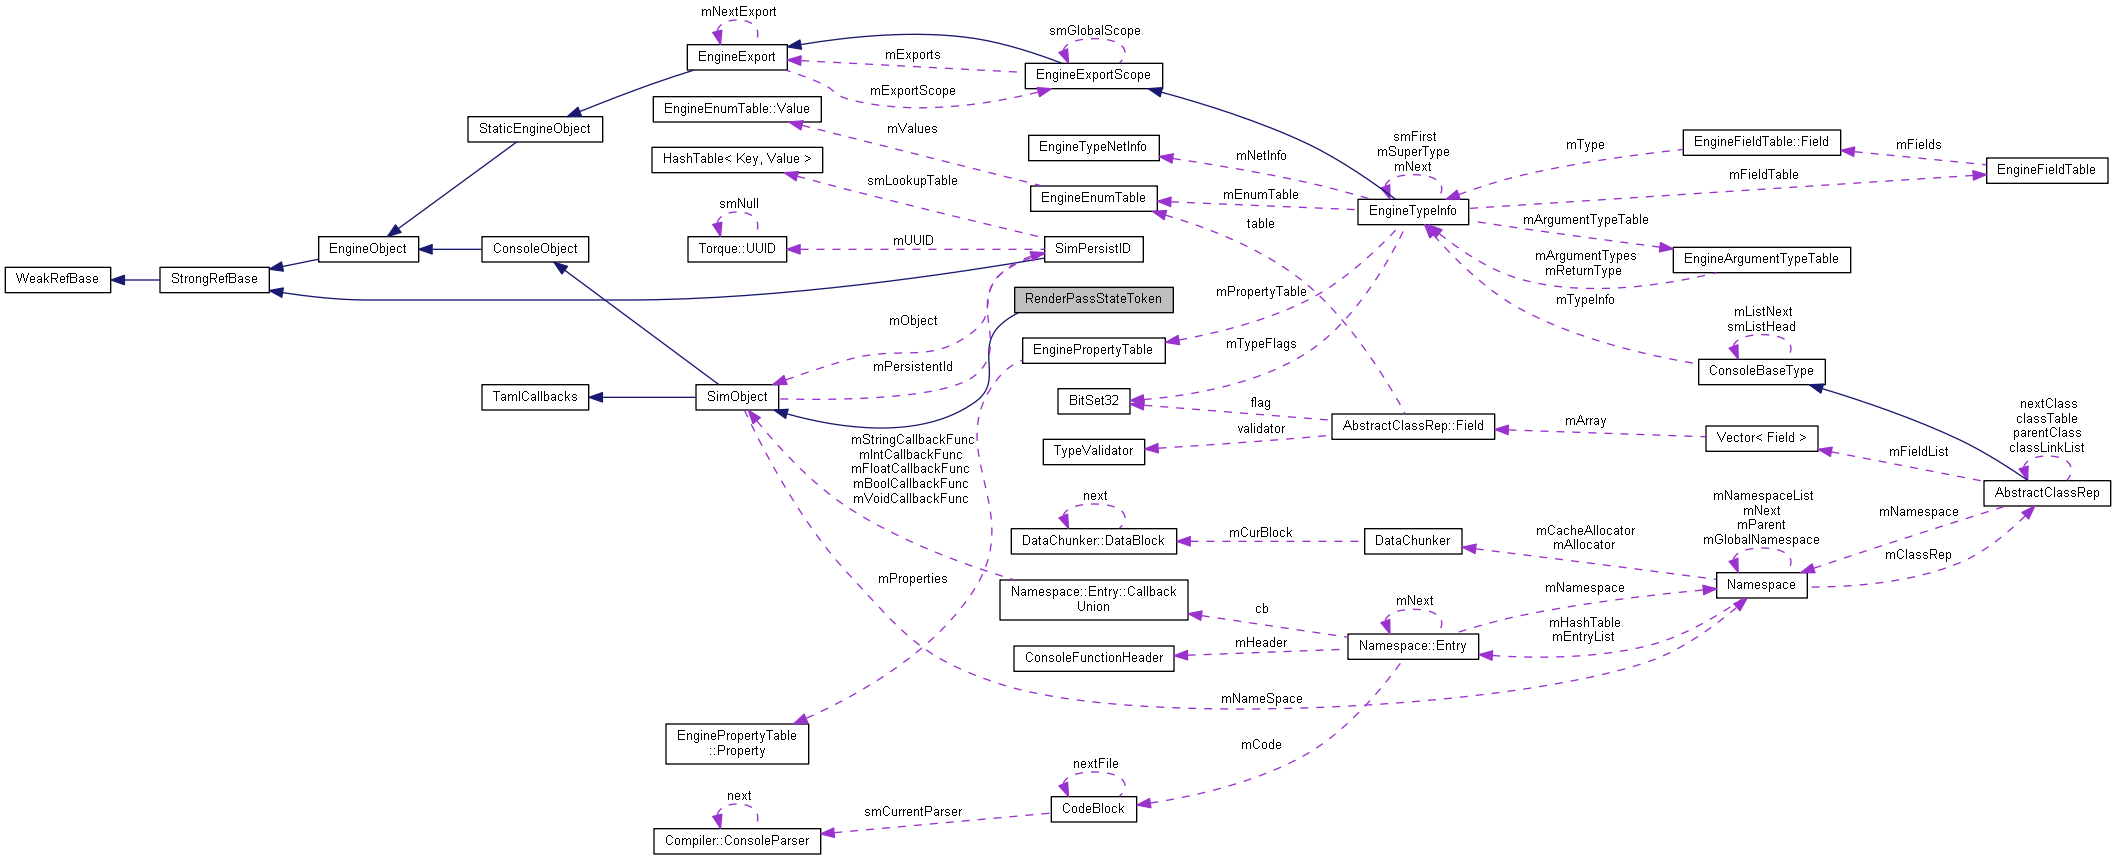 mNextExport
EngineExport
smGlobalScope
mExports
EngineExportScope
mExportScope
EngineEnumTable::Value
StaticEngineObject
mValues
EngineTypeNetInfo
smFirst
mSuperType
mNext
mType
EngineFieldTable::Field
mFields
EngineFieldTable
HashTable< Key, Value >
smLookupTable
mNetInfo
mFieldTable
EngineEnumTable
mEnumTable
EngineTypeInfo
smNull
table
mArgumentTypeTable
EngineObject
ConsoleObject
Torque::UUID
mUUID
SimPersistID
mArgumentTypes
mReturnType
EngineArgumentTypeTable
WeakRefBase
StrongRefBase
mPropertyTable
mTypeInfo
RenderPassStateToken
mObject
mListNext
smListHead
EnginePropertyTable
mTypeFlags
mPersistentId
ConsoleBaseType
TamlCallbacks
SimObject
BitSet32
flag
validator
AbstractClassRep::Field
mArray
Vector< Field >
nextClass
classTable
parentClass
classLinkList
mStringCallbackFunc
mIntCallbackFunc
mFloatCallbackFunc
mBoolCallbackFunc
mVoidCallbackFunc
TypeValidator
mFieldList
AbstractClassRep
next
DataChunker::DataBlock
mCurBlock
DataChunker
mCacheAllocator
mAllocator
mNamespaceList
mNext
mParent
mGlobalNamespace
mNamespace
mClassRep
Namespace
mProperties
Namespace::Entry::Callback
Union
cb
mNext
mNamespace
mHashTable
mEntryList
ConsoleFunctionHeader
mHeader
Namespace::Entry
mNameSpace
EnginePropertyTable
::Property
mCode
nextFile
CodeBlock
next
smCurrentParser
Compiler::ConsoleParser